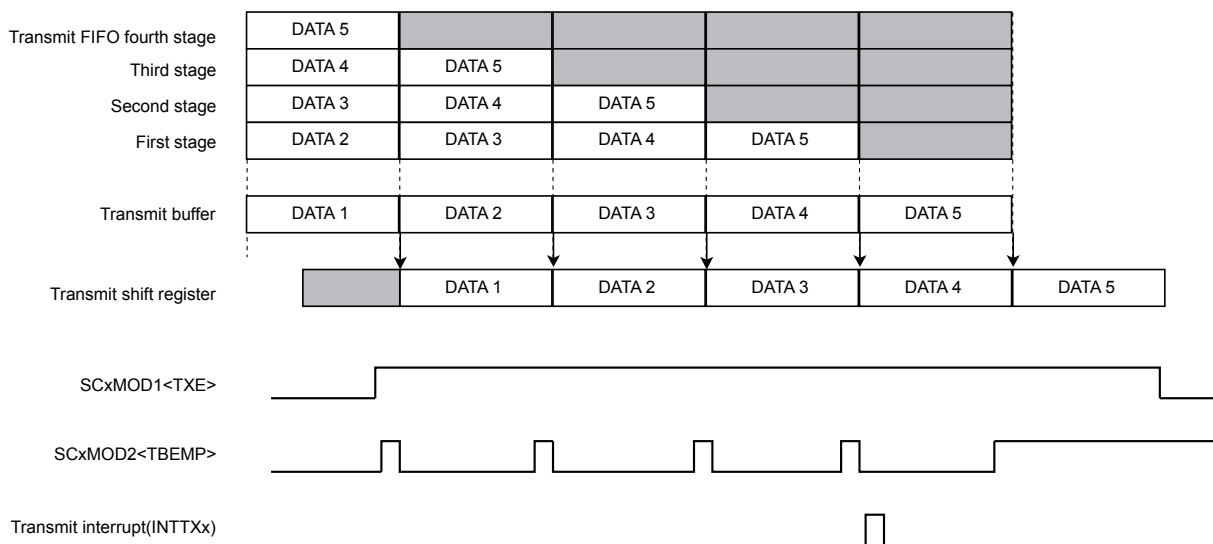 Transmit FIFO fourth stage DATA 5
Third stage DATA 4 DATA 5
Second stage DATA 3 DATA 4 DATA 5
First stage DATA 2 DATA 3 DATA 4 DATA 5
Transmit buffer DATA 1 DATA 2 DATA 3 DATA 4 DATA 5
Transmit shift register DATA 1 DATA 2 DATA 3 DATA 4 DATA 5
SCxMOD1<TXE>
SCxMOD2<TBEMP>
Transmit interrupt(INTTXx)